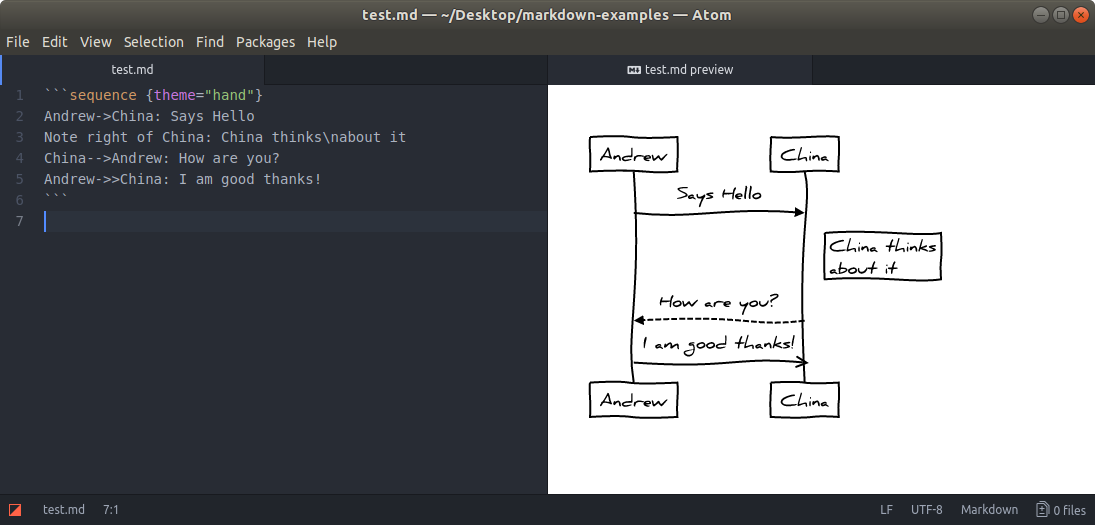 test.md — ~/Desktop/markdown-examples — Atom
File Edit View Selection Find Packages Help
test.md
test.md preview
1 ```sequence {theme="hand"}
2 Andrew->China: Says Hello
3 Note right of China: China thinks\nabout it
4 China-->Andrew: How are you?
5 Andrew->>China: I am good thanks!
6 ```
7
Andrew China
Says Hello
China thinks
about it
How are you?
I am good thanks!
Andrew China
test.md 7:1 LF UTF-8 Markdown 0 files